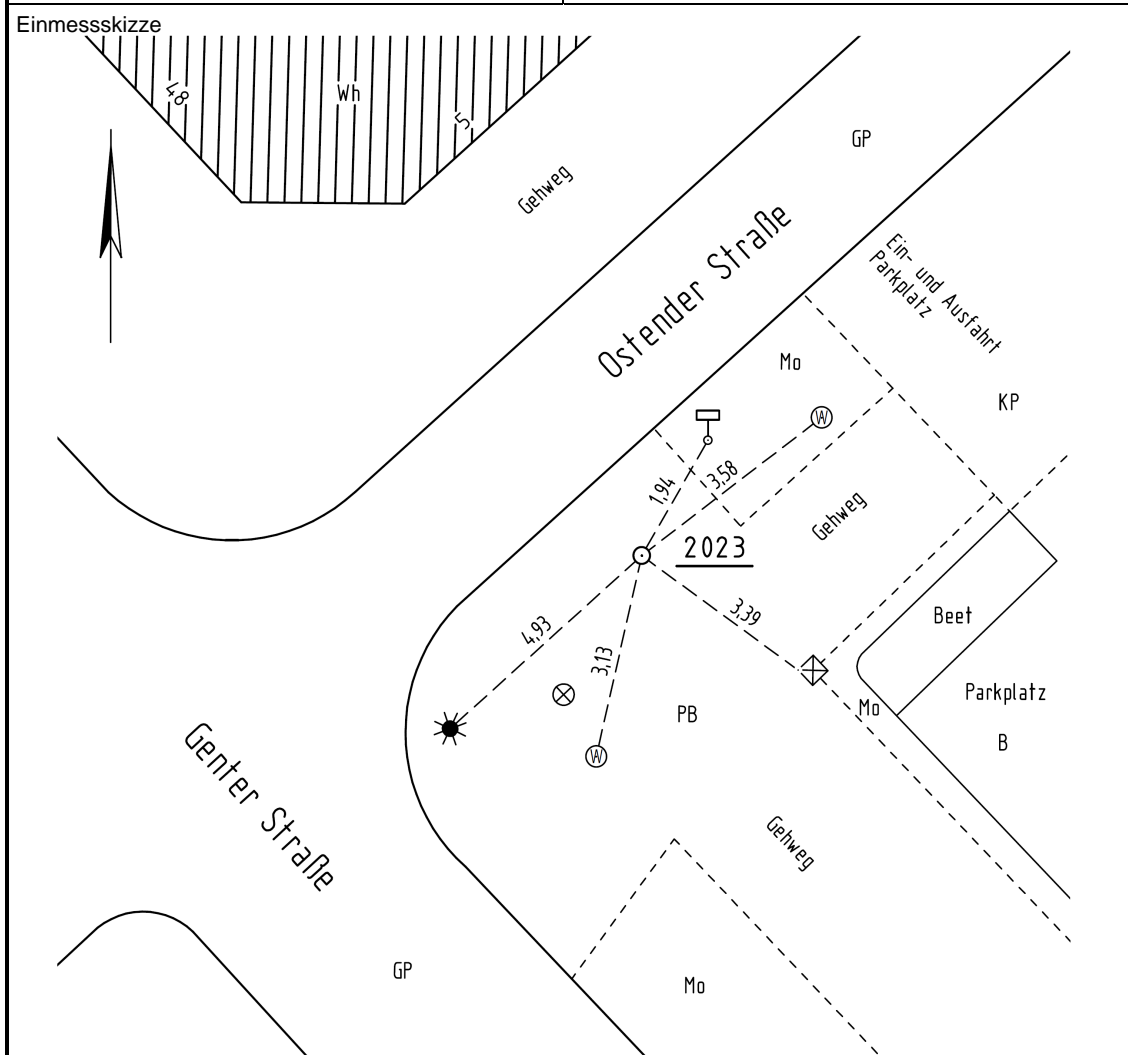 Einmessskizze
48
Wh
5
Gehweg
GP
Ostender Straße
Ein- und Ausfahrt
Parkplatz
Mo
KP
W
1,94
3,58
Gehweg
2023
4,93
3,13
3,39
Beet
Parkplatz
Mo
PB
B
W
Genter Straße
Gehweg
GP
Mo